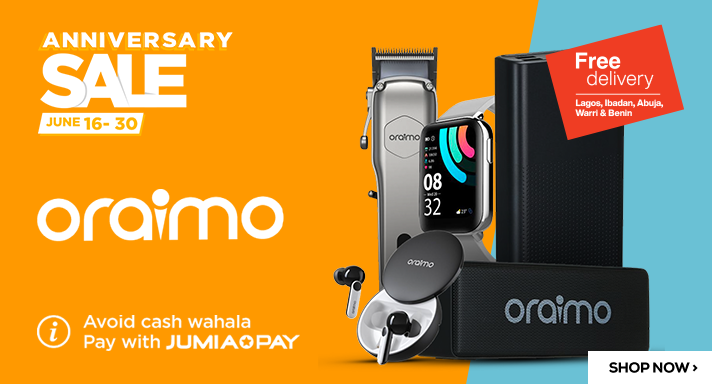 ANNIVERSARY
SALE
JUNE 16- 30
oraimo
Avoid cash wahala
Pay with JUMIA PAY
oraimo
08
32
oraimo
oraimo
Free
delivery
Lagos, Ibadan, Abuja,
Warri & Benin
SHOP NOW ›